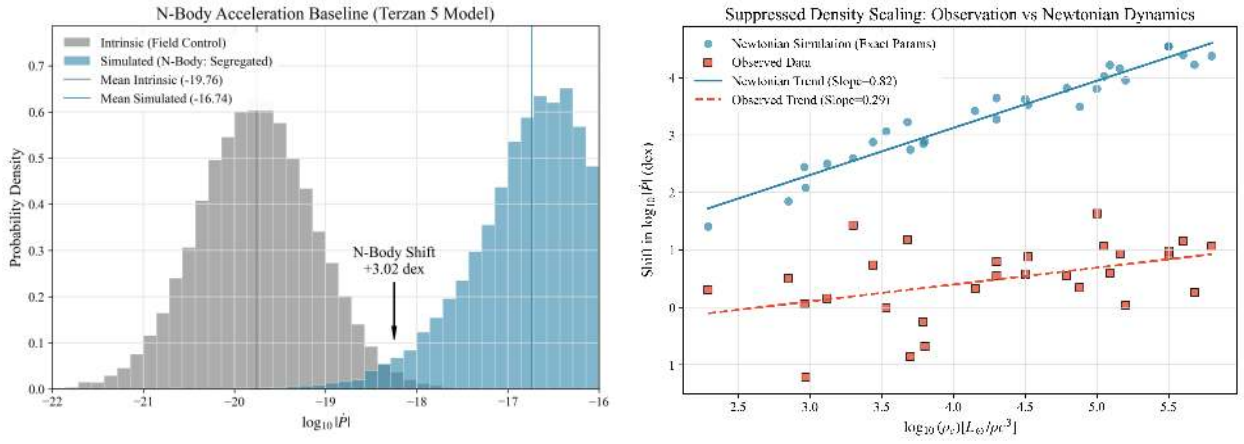 N-Body Acceleration Baseline (Terzan 5 Model)
Intrinsic (Field Control)
Simulated (N-Body: Segregated)
Mean Intrinsic (-19.76)
Mean Simulated (-16.74)
N-Body Shift
+3.02 dex
Probability Density
0.7
0.6
0.5
0.4
0.3
0.2
0.1
0.0
−22
−21
−20
−19
−18
−17
−16
log₁₀|Ṗ|
Suppressed Density Scaling: Observation vs Newtonian Dynamics
Newtonian Simulation (Exact Params)
Observed Data
Newtonian Trend (Slope=0.82)
Observed Trend (Slope=0.29)
Shift in log₁₀|Ṗ| (dex)
4
3
2
1
0
1
2.5
3.0
3.5
4.0
4.5
5.0
5.5
log₁₀(ρ_c)[L_⊙/pc³]